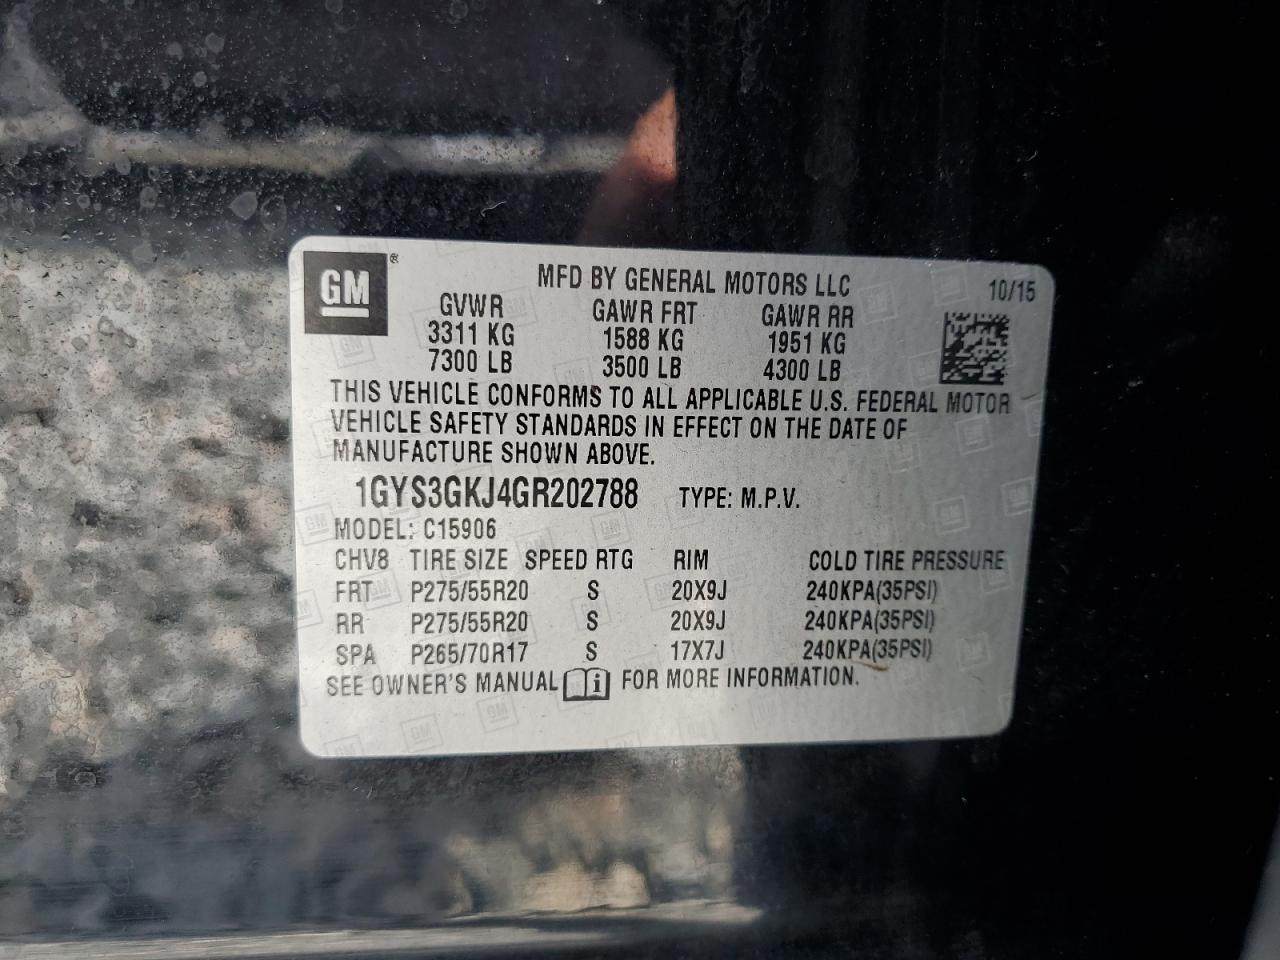 GM®
MFD BY GENERAL MOTORS LLC
10/15
GVWR GAWR FRT GAWR RR
3311 KG 1588 KG 1951 KG
7300 LB 3500 LB 4300 LB
THIS VEHICLE CONFORMS TO ALL APPLICABLE U.S. FEDERAL MOTOR
VEHICLE SAFETY STANDARDS IN EFFECT ON THE DATE OF
MANUFACTURE SHOWN ABOVE.
1GYS3GKJ4GR202788 TYPE: M.P.V.
MODEL: C15906
CHV8 TIRE SIZE SPEED RTG RIM COLD TIRE PRESSURE
FRT P275/55R20 S 20X9J 240KPA(35PSI)
RR P275/55R20 S 20X9J 240KPA(35PSI)
SPA P265/70R17 S 17X7J 240KPA(35PSI)
SEE OWNER'S MANUAL i FOR MORE INFORMATION.